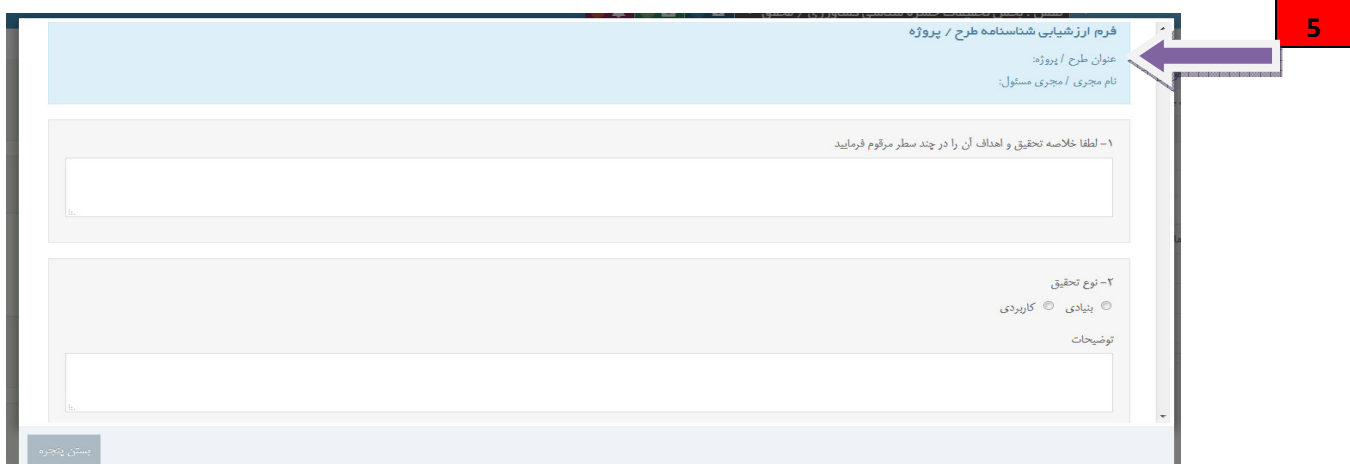 5
فرم ارزشیابی شناسنامه طرح / پروژه
عنوان طرح / پروژه:
نام مجری / مجری مسئول:
۱- لطفا خلاصه تحقیق و اهداف آن را در چند سطر مرقوم فرمایید
۲- نوع تحقیق
بنیادی کاربردی
توضیحات
بستن پنجره